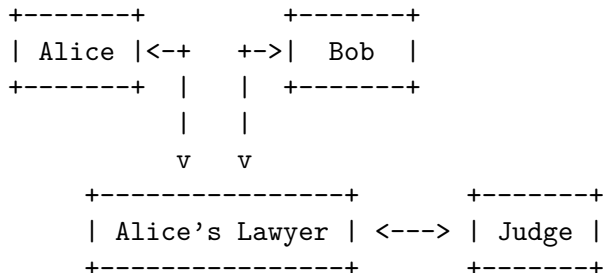 +-------+         +-------+
| Alice |<-+   +->|  Bob  |
+-------+  |   |  +-------+
           |   |
           v   v
     +----------------+       +-------+
     | Alice's Lawyer | <---> | Judge |
     +----------------+       +-------+